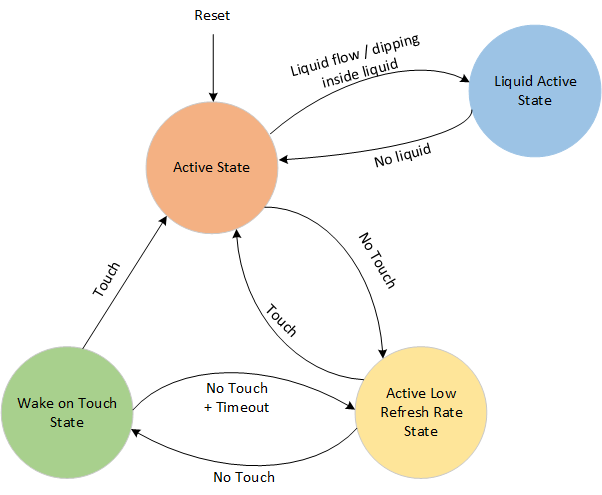 Reset
Liquid flow / dipping
inside liquid
Liquid Active
State
No liquid
Active State
No Touch
Touch
Touch
Wake on Touch
State
No Touch
+ Timeout
Active Low
Refresh Rate
State
No Touch